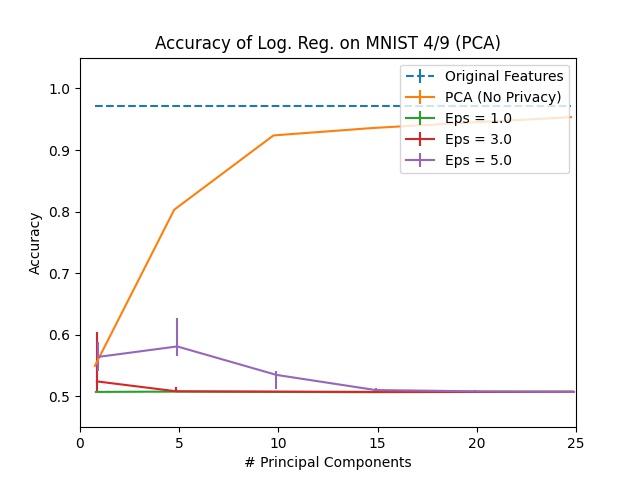 Accuracy of Log. Reg. on MNIST 4/9 (PCA)
Original Features
PCA (No Privacy)
Eps = 1.0
Eps = 3.0
Eps = 5.0
Accuracy
1.0
0.9
0.8
0.7
0.6
0.5
0 5 10 15 20 25
# Principal Components